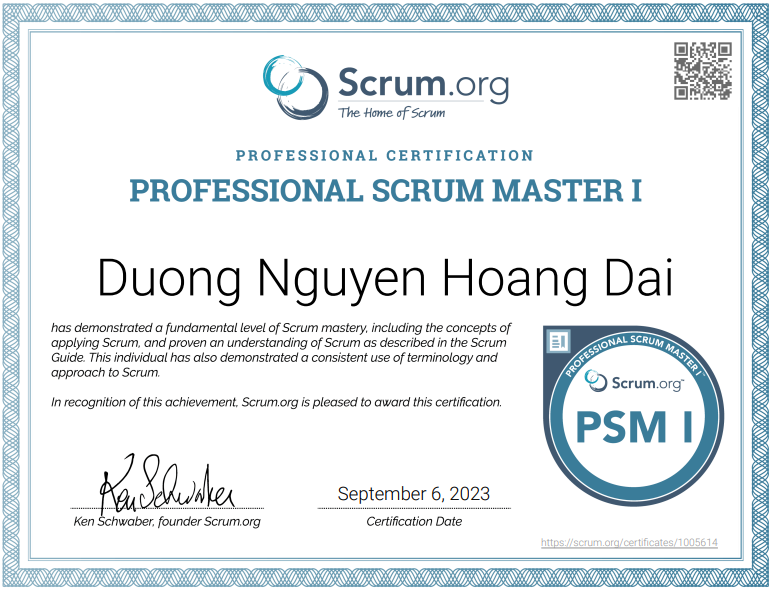 Scrum.org
The Home of Scrum
PROFESSIONAL CERTIFICATION
PROFESSIONAL SCRUM MASTER I
Duong Nguyen Hoang Dai
has demonstrated a fundamental level of Scrum mastery, including the concepts of
applying Scrum, and proven an understanding of Scrum as described in the Scrum
Guide. This individual has also demonstrated a consistent use of terminology and
approach to Scrum.
In recognition of this achievement, Scrum.org is pleased to award this certification.
PROFESSIONAL SCRUM MASTER I™
Scrum.org™
PSM I
Ken Schwaber
Ken Schwaber, founder Scrum.org
September 6, 2023
Certification Date
https://scrum.org/certificates/1005614